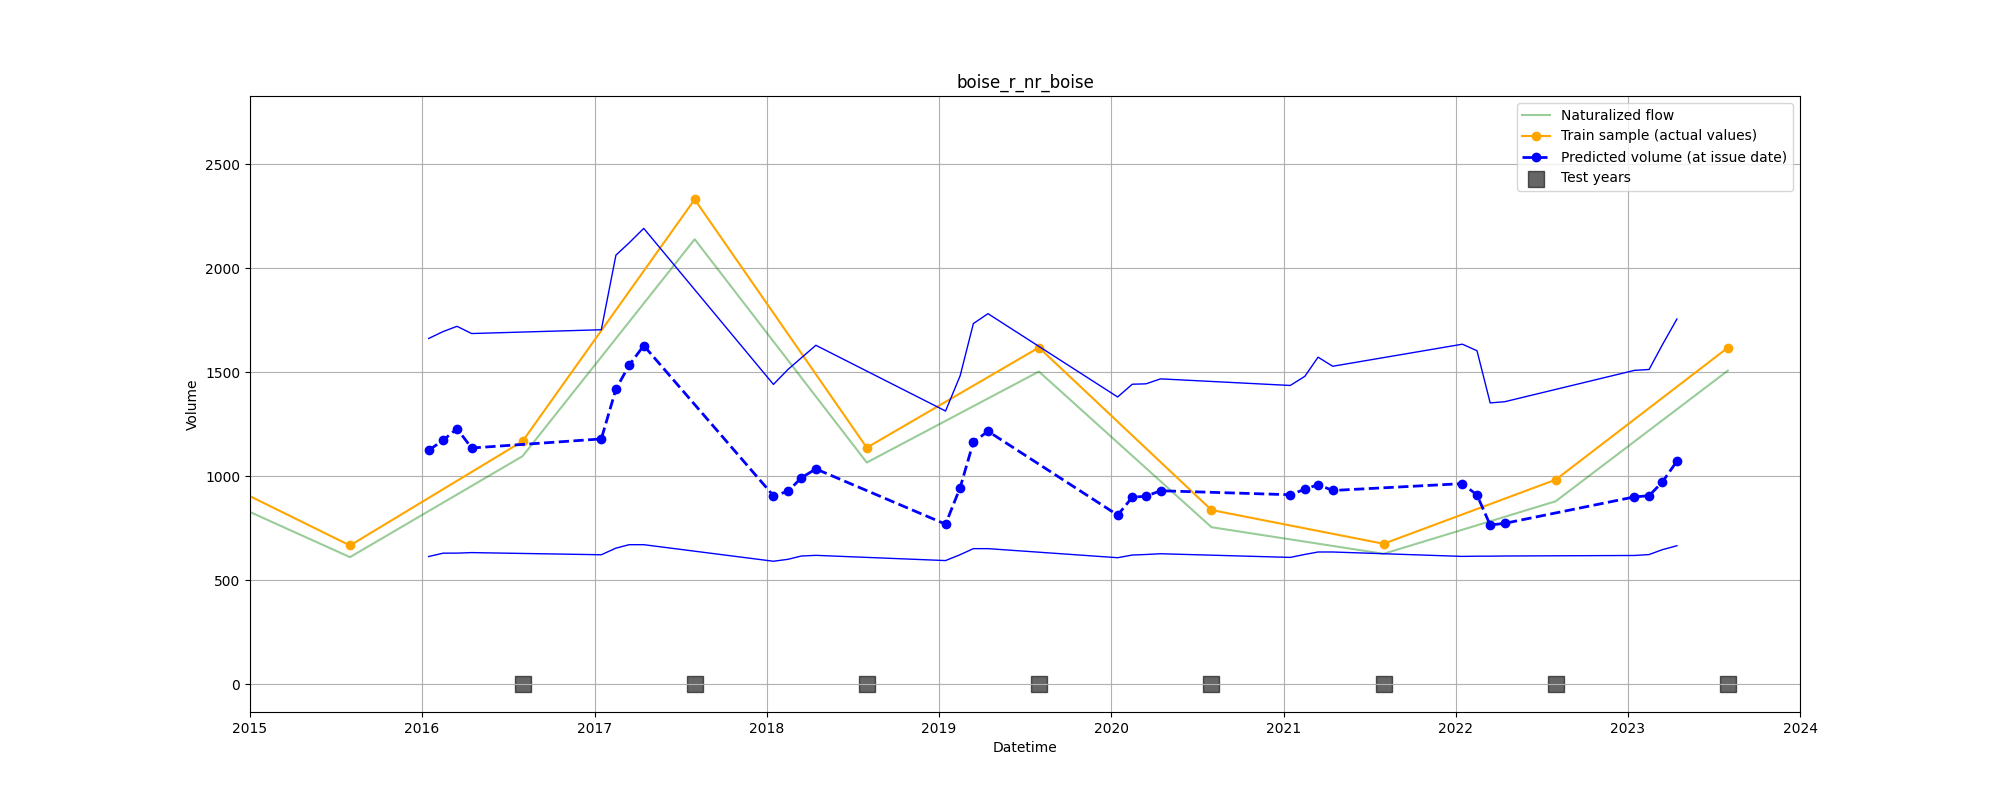 boise_r_nr_boise
Naturalized flow
Train sample (actual values)
Predicted volume (at issue date)
Test years
2500
2000
1500
1000
500
0
Volume
2015 2016 2017 2018 2019 2020 2021 2022 2023 2024
Datetime